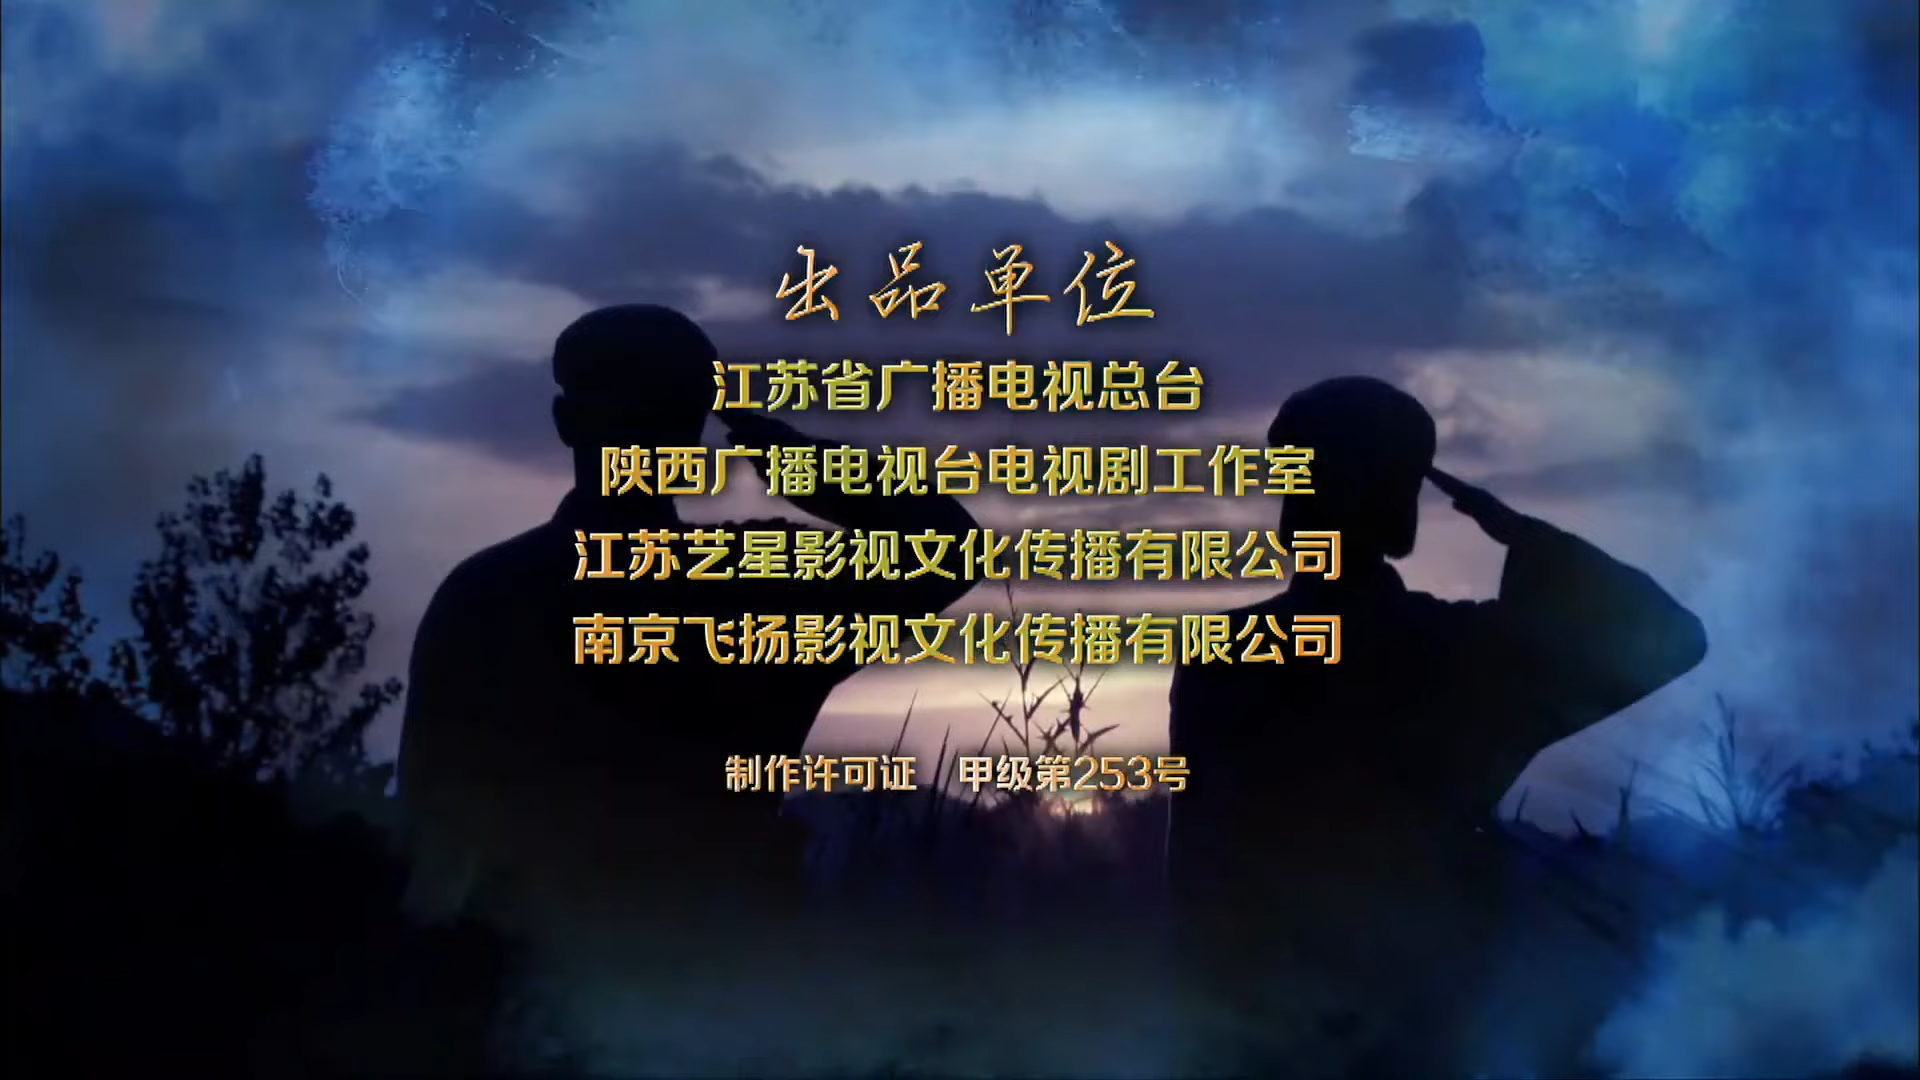 出品单位
江苏省广播电视总台
陕西广播电视台电视剧工作室
江苏艺星影视文化传播有限公司
南京飞扬影视文化传播有限公司
制作许可证 甲级第253号